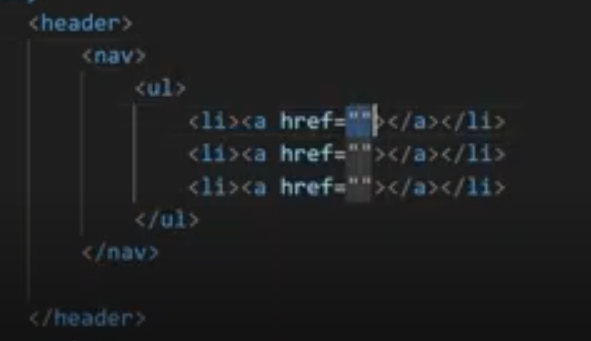 <header>
<nav>
<ul>
<li><a href=""></a></li>
<li><a href=""></a></li>
<li><a href=""></a></li>
</ul>
</nav>
</header>